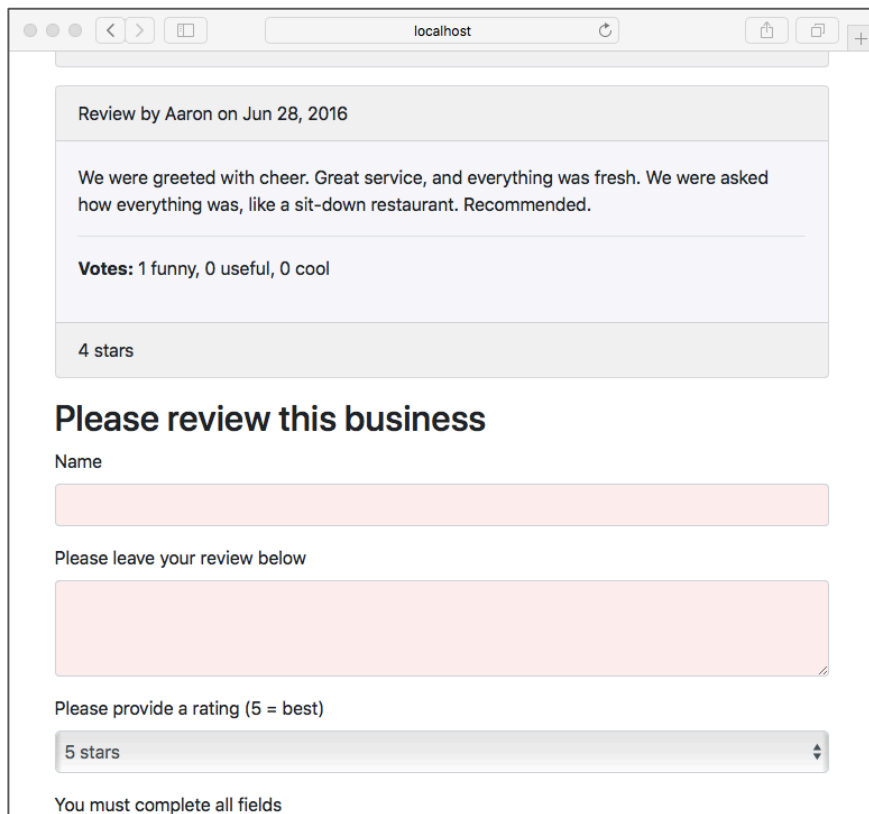 localhost
Review by Aaron on Jun 28, 2016
We were greeted with cheer. Great service, and everything was fresh. We were asked
how everything was, like a sit-down restaurant. Recommended.
Votes: 1 funny, 0 useful, 0 cool
4 stars
Please review this business
Name
Please leave your review below
Please provide a rating (5 = best)
5 stars
You must complete all fields